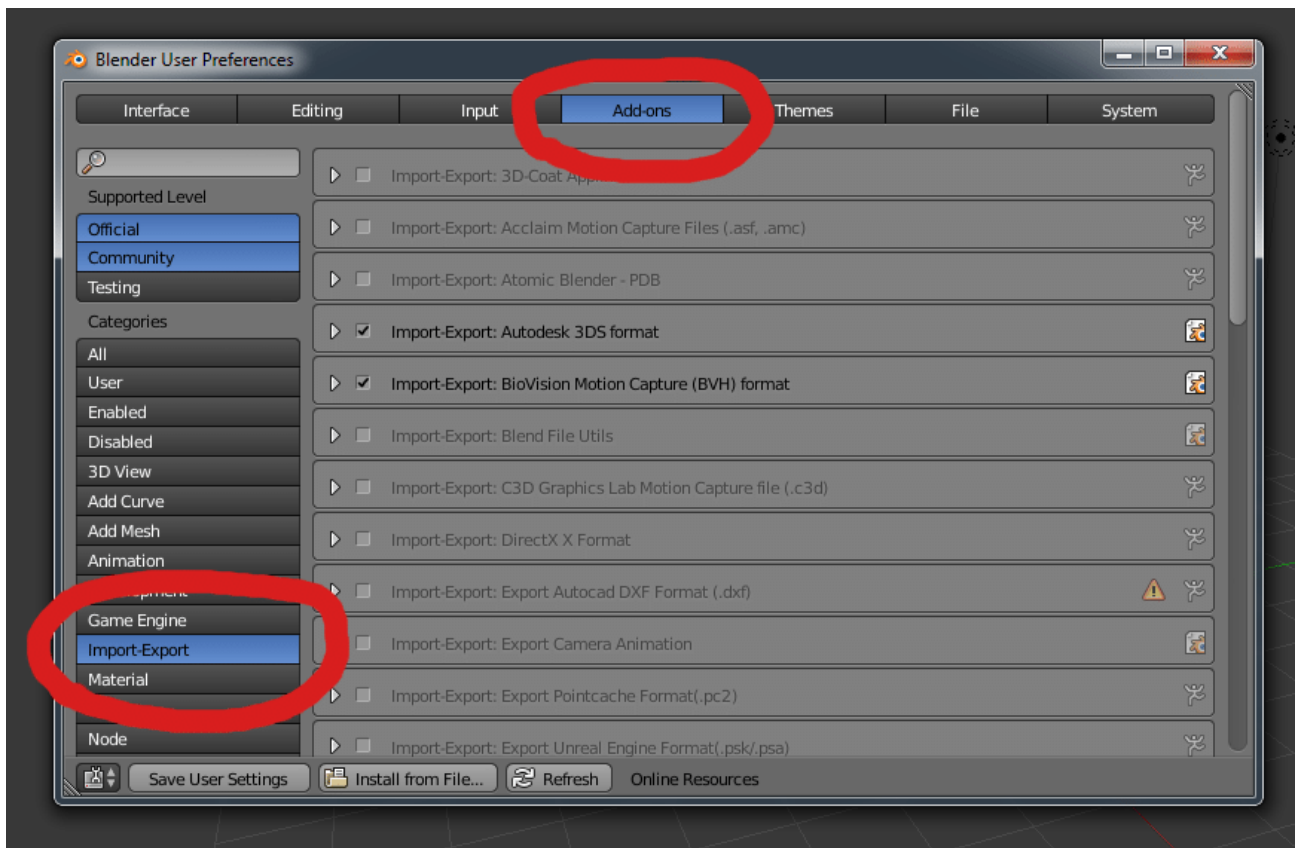 Blender User Preferences
Interface Editing Input Add-ons Themes File System
Supported Level
Official
Community
Testing
Categories
All
User
Enabled
Disabled
3D View
Add Curve
Add Mesh
Animation
Game Engine
Import-Export
Material
Node
Import-Export: 3D-Coat
Import-Export: Acclaim Motion Capture Files (.asf, .amc)
Import-Export: Atomic Blender - PDB
Import-Export: Autodesk 3DS format
Import-Export: BioVision Motion Capture (BVH) format
Import-Export: Blend File Utils
Import-Export: C3D Graphics Lab Motion Capture file (.c3d)
Import-Export: DirectX X Format
Import-Export: Export Autocad DXF Format (.dxf)
Import-Export: Export Camera Animation
Import-Export: Export Pointcache Format(.pc2)
Import-Export: Export Unreal Engine Format(.psk/.psa)
Save User Settings Install from File... Refresh Online Resources